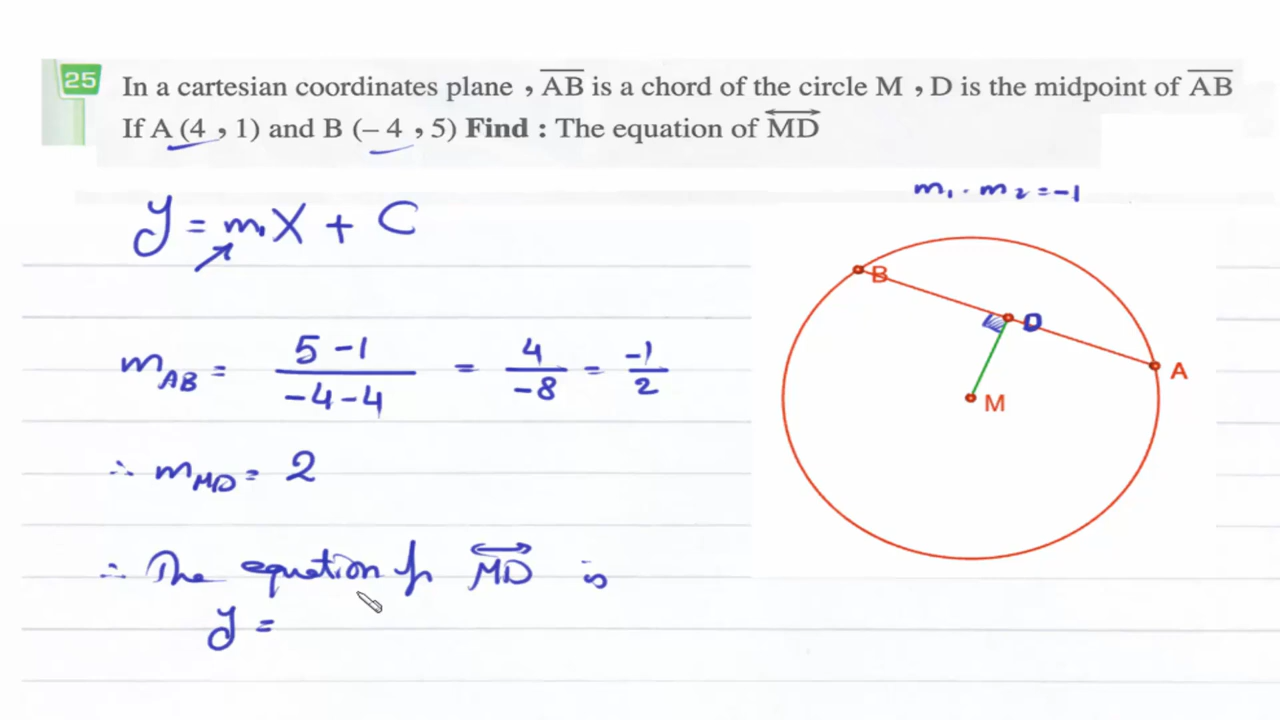 25 In a cartesian coordinates plane , AB is a chord of the circle M , D is the midpoint of AB
If A (4 , 1) and B (– 4 , 5) Find : The equation of MD
m₁ · m₂ = -1
y = m₁X + C
B
D
A
M
m_AB = (5 - 1)/(-4 - 4) = 4/-8 = -1/2
∴ m_MD = 2
∴ The equation of MD is
y =